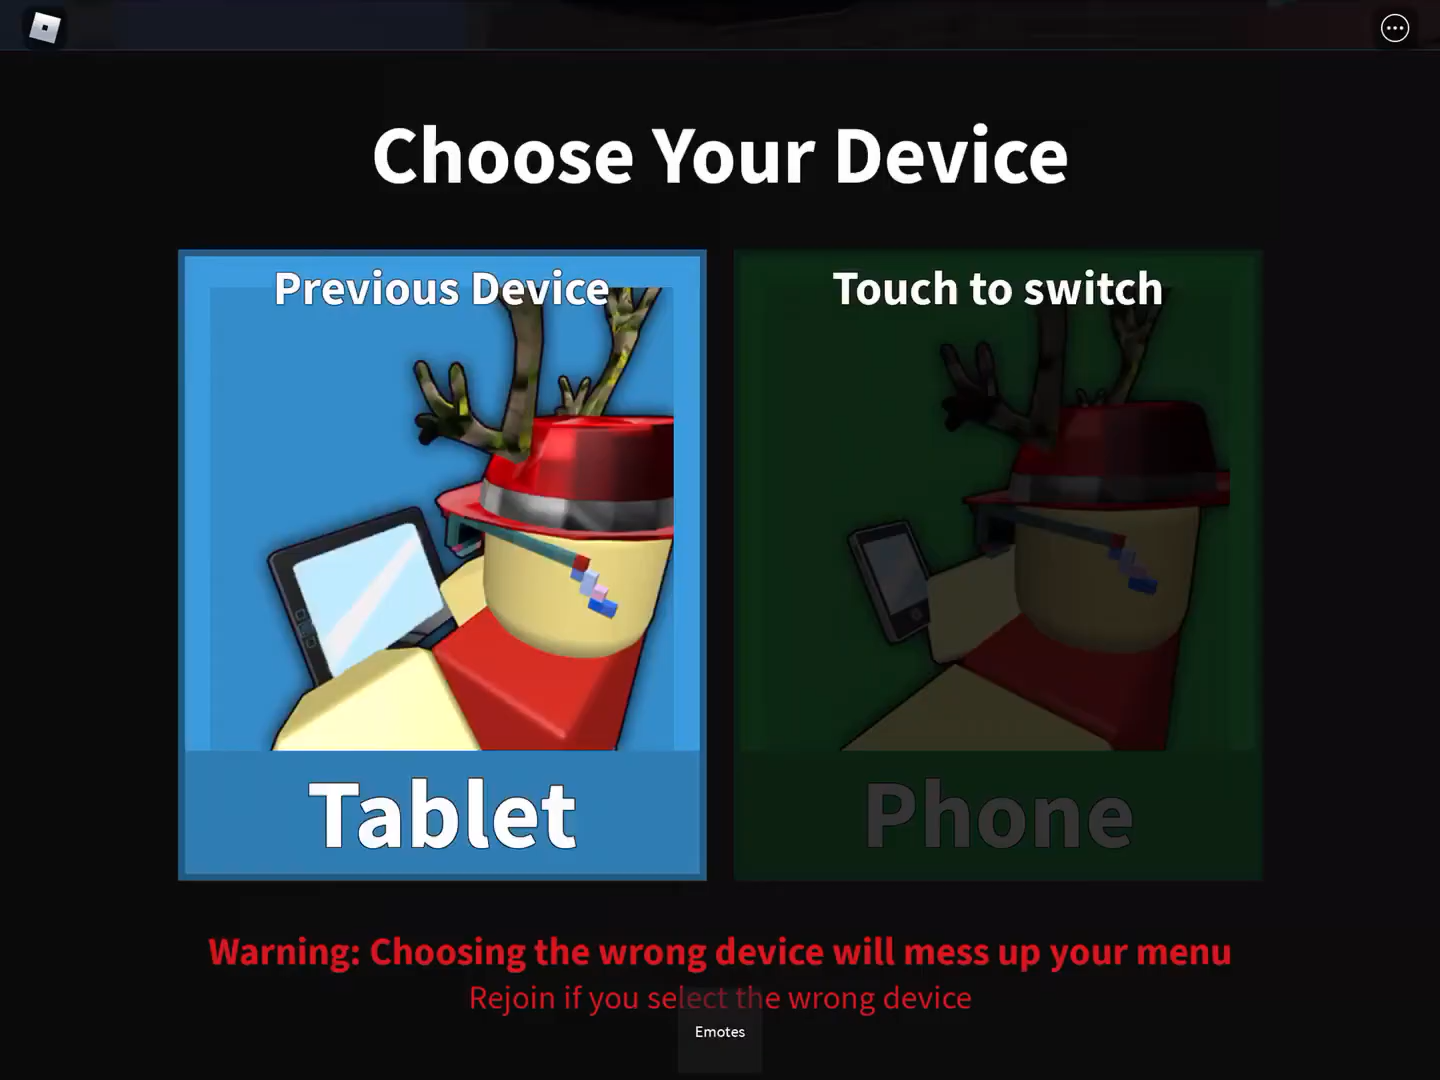 Choose Your Device
Previous Device
Touch to switch
Tablet
Phone
Warning: Choosing the wrong device will mess up your menu
Rejoin if you select the wrong device
Emotes